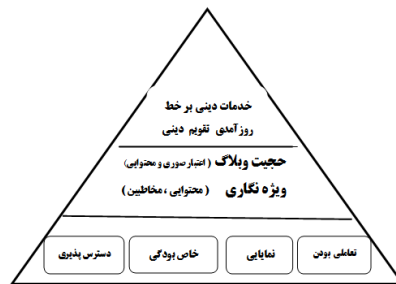 خدمات دینی بر خط
روزآمدی تقویم دینی
حجیت وبلاگ (اعتبار صوری و محتوایی)
ویژه نگاری (محتوایی، مخاطبین)
تعاملی بودن نمایایی خاص بودگی دسترس پذیری